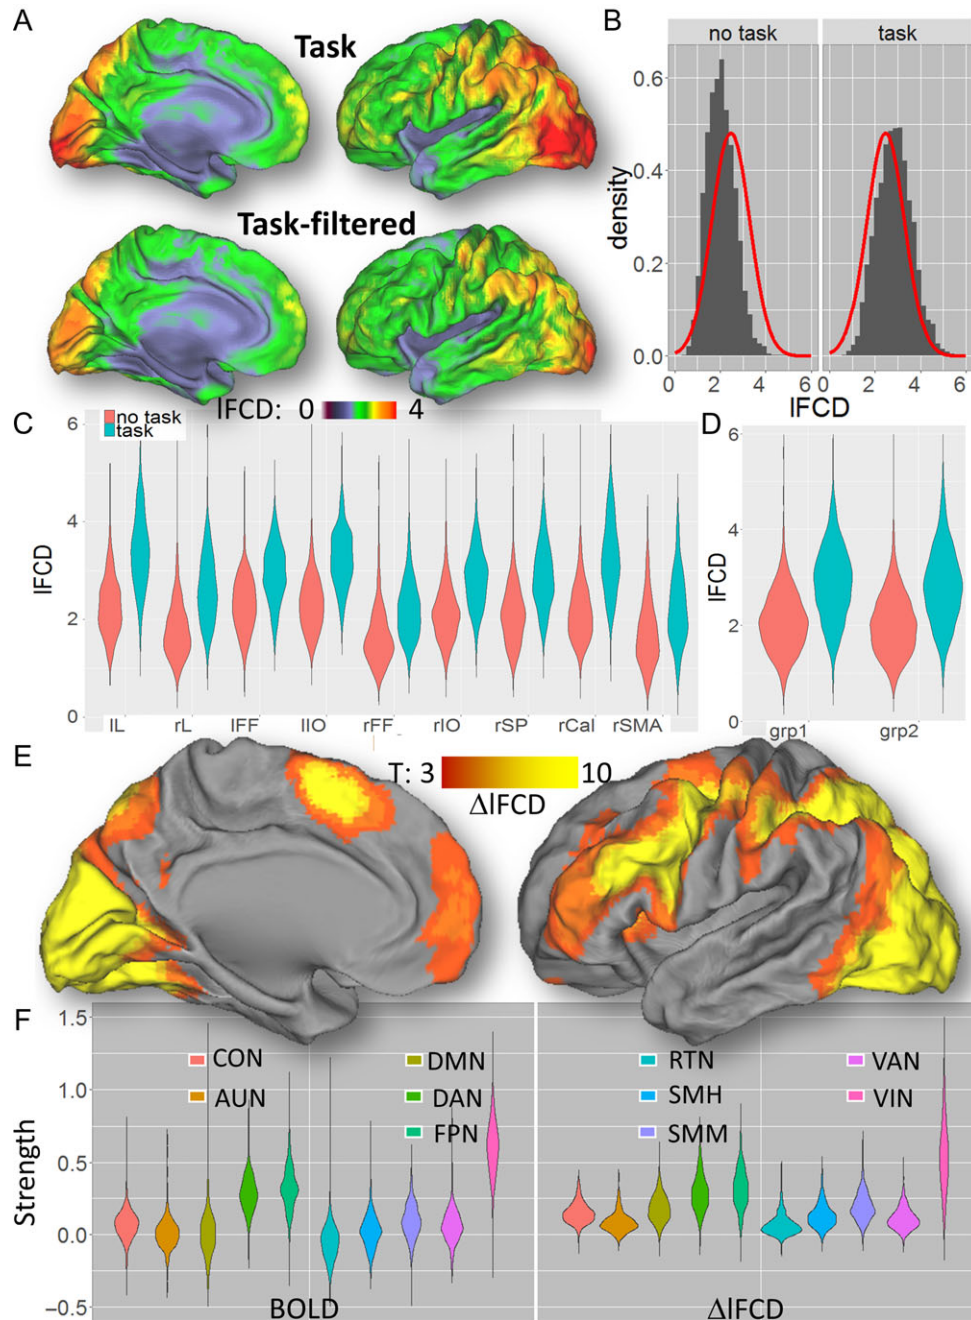 A
Task
Task-filtered
lFCD: 0 4
B
no task task
density
0.6
0.4
0.2
0.0
0 2 4 6 0 2 4 6
lFCD
C
no task
task
lFCD
6
4
2
0
lL rL lFF lIO rFF rIO rSP rCal rSMA
D
lFCD
6
4
2
0
grp1 grp2
E
T: 3 10
ΔlFCD
F
Strength
1.5
1.0
0.5
0.0
−0.5
CON DMN RTN VAN
AUN DAN SMH VIN
FPN SMM
BOLD ΔlFCD